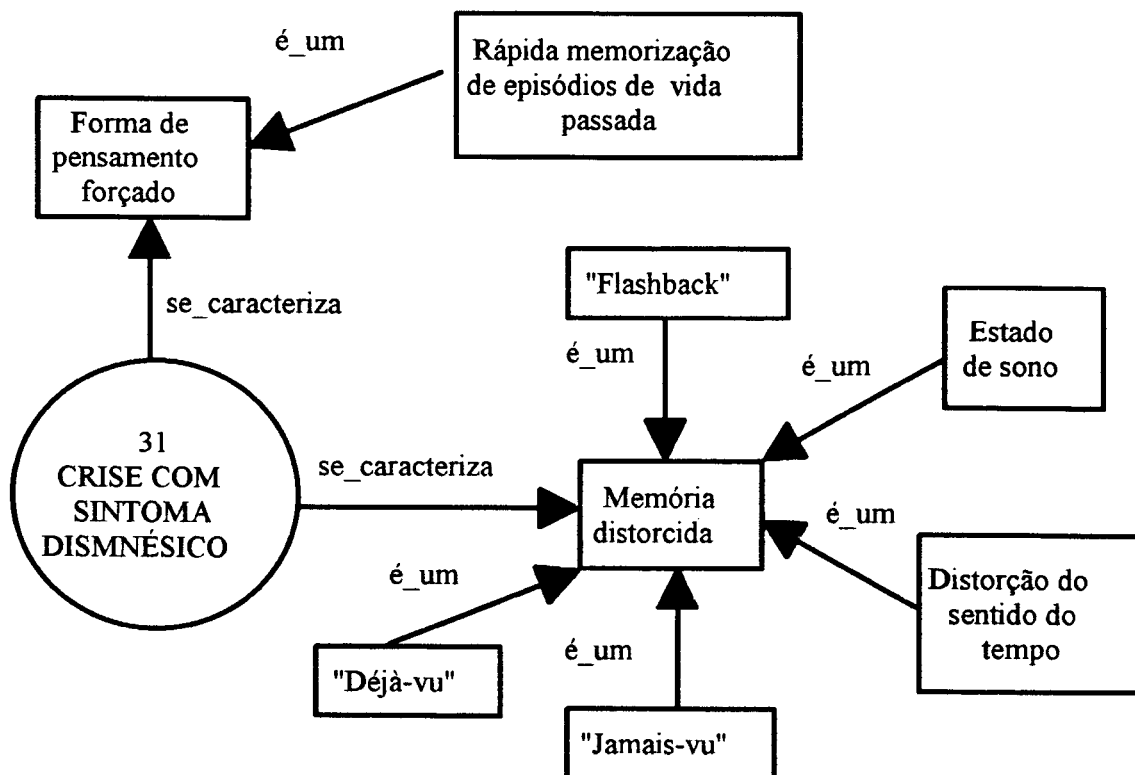 é_um
Rápida memorização
de episódios de vida
passada
Forma de
pensamento
forçado
se_caracteriza
"Flashback"
Estado
de sono
é_um
é_um
31
CRISE COM
SINTOMA
DISMNÉSICO
se_caracteriza
Memória
distorcida
é_um
é_um
Distorção do
sentido do
tempo
é_um
"Déjà-vu"
"Jamais-vu"